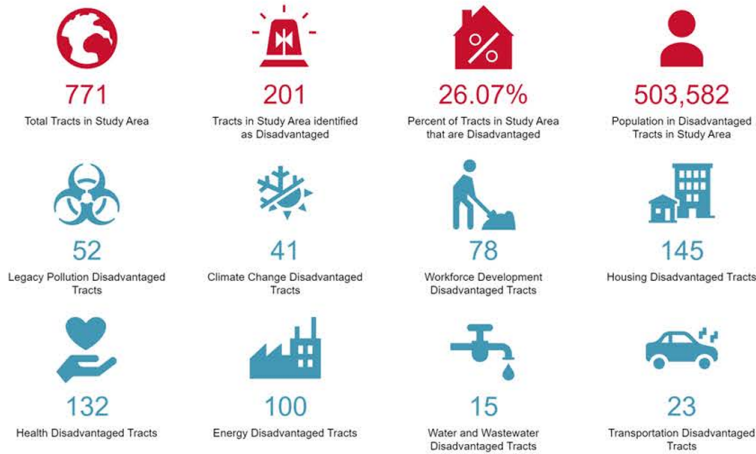 771
Total Tracts in Study Area
201
Tracts in Study Area identified
as Disadvantaged
26.07%
Percent of Tracts in Study Area
that are Disadvantaged
503,582
Population in Disadvantaged
Tracts in Study Area
52
Legacy Pollution Disadvantaged
Tracts
41
Climate Change Disadvantaged
Tracts
78
Workforce Development
Disadvantaged Tracts
145
Housing Disadvantaged Tracts
132
Health Disadvantaged Tracts
100
Energy Disadvantaged Tracts
15
Water and Wastewater
Disadvantaged Tracts
23
Transportation Disadvantaged
Tracts